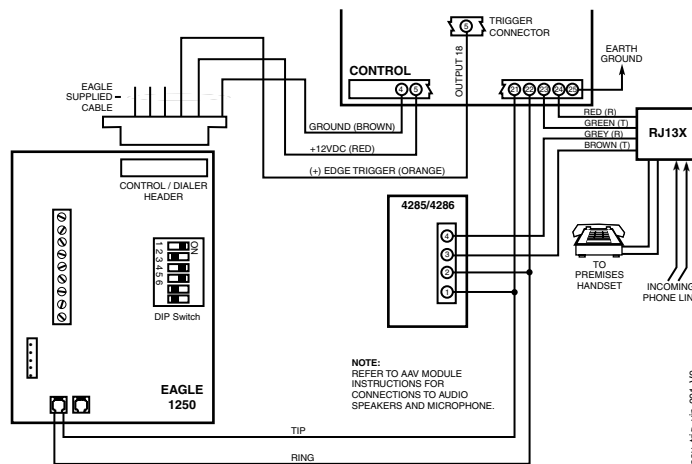 TRIGGER
CONNECTOR
5
OUTPUT 18
CONTROL
4 5
21 22 23 24 25
EARTH
GROUND
EAGLE
SUPPLIED
CABLE
GROUND (BROWN)
+12VDC (RED)
(+) EDGE TRIGGER (ORANGE)
RED (R)
GREEN (T)
GREY (R)
BROWN (T)
RJ13X
CONTROL / DIALER
HEADER
ON
1 2 3 4 5 6
DIP Switch
4285/4286
4
3
2
1
TO
PREMISES
HANDSET
INCOMING
PHONE LIN
NOTE:
REFER TO AAV MODULE
INSTRUCTIONS FOR
CONNECTIONS TO AUDIO
SPEAKERS AND MICROPHONE.
EAGLE
1250
TIP
RING